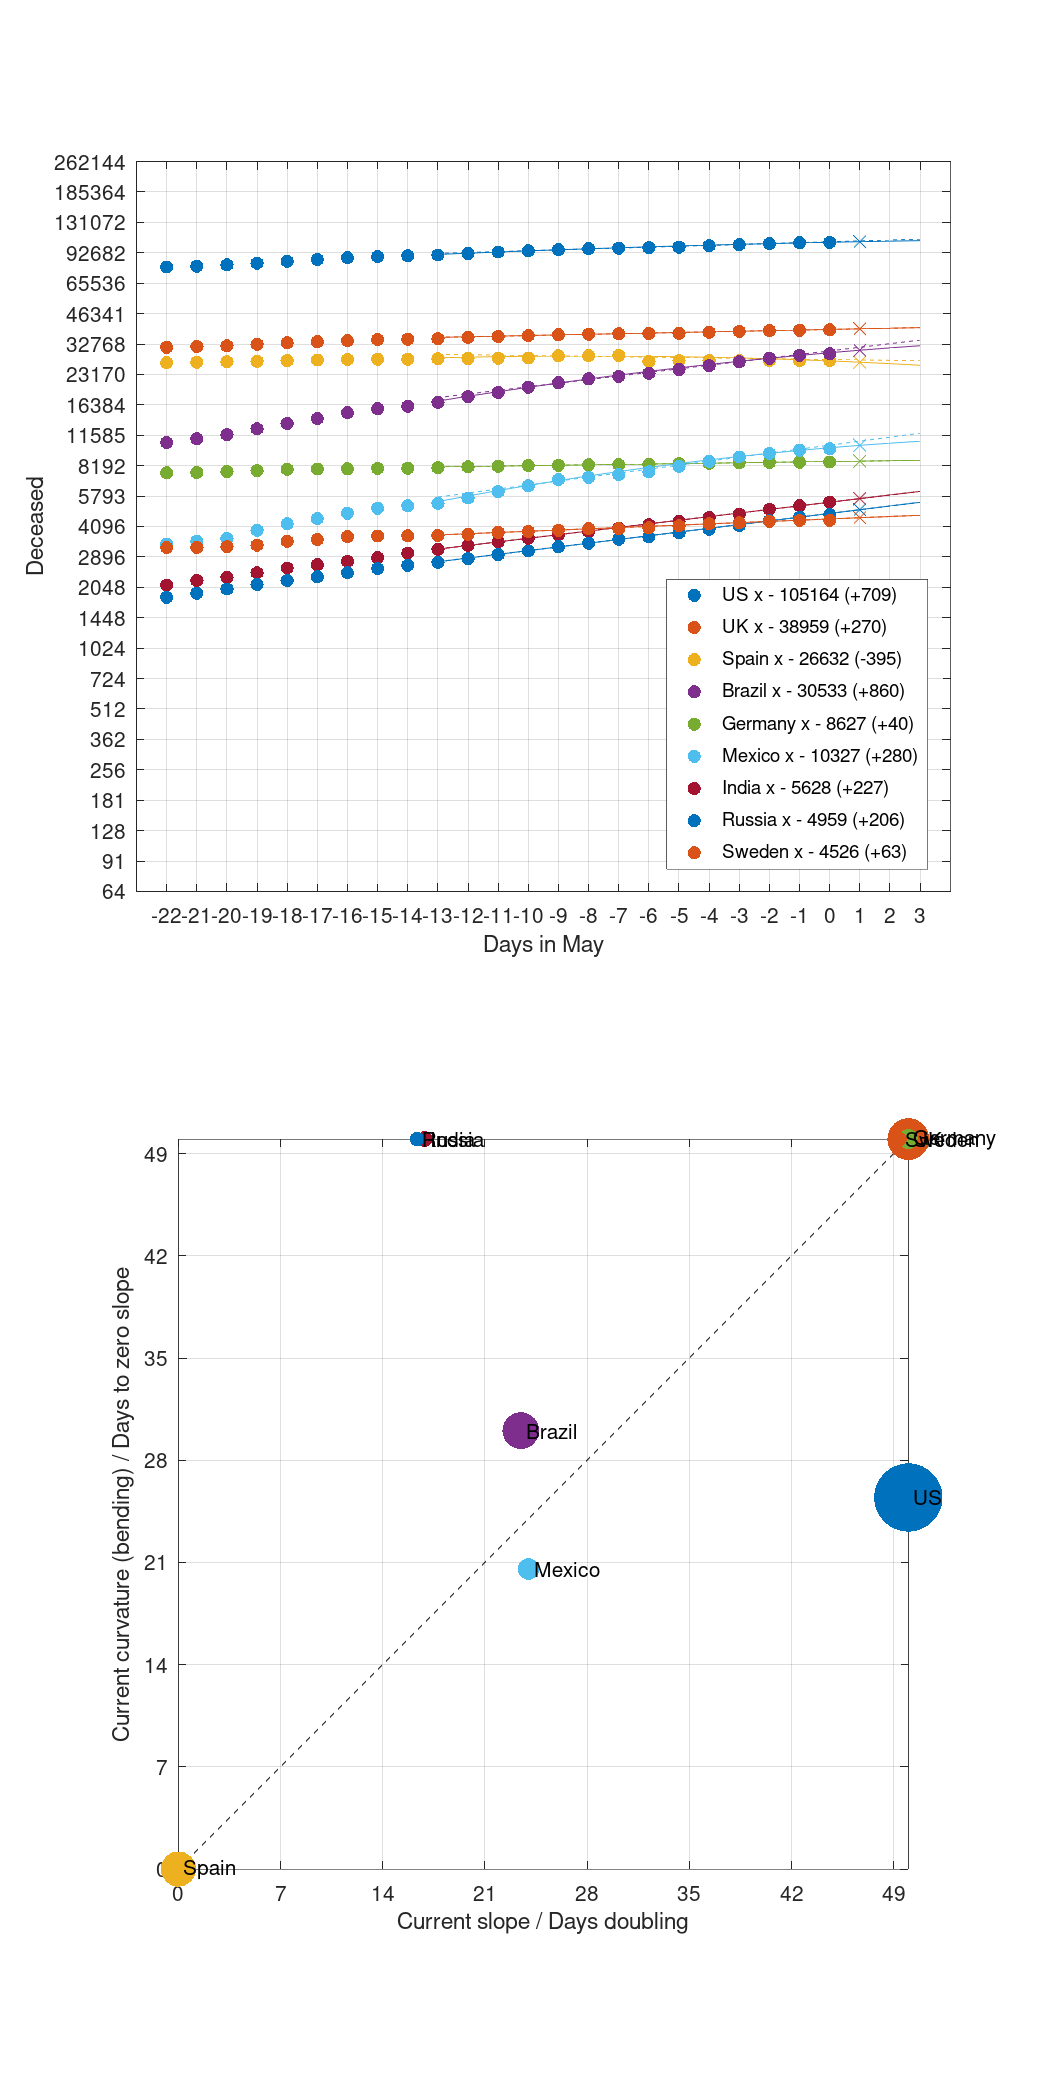 262144
185364
131072
92682
65536
46341
32768
23170
16384
11585
8192
5793
4096
2896
2048
1448
1024
724
512
362
256
181
128
91
64
Deceased
US x - 105164 (+709)
UK x - 38959 (+270)
Spain x - 26632 (-395)
Brazil x - 30533 (+860)
Germany x - 8627 (+40)
Mexico x - 10327 (+280)
India x - 5628 (+227)
Russia x - 4959 (+206)
Sweden x - 4526 (+63)
-22 -21 -20 -19 -18 -17 -16 -15 -14 -13 -12 -11 -10 -9 -8 -7 -6 -5 -4 -3 -2 -1 0 1 2 3
Days in May
Russia
India
Germany
Sweden
49
42
35
28
21
14
7
0
Current curvature (bending) / Days to zero slope
Brazil
US
Mexico
Spain
0 7 14 21 28 35 42 49
Current slope / Days doubling